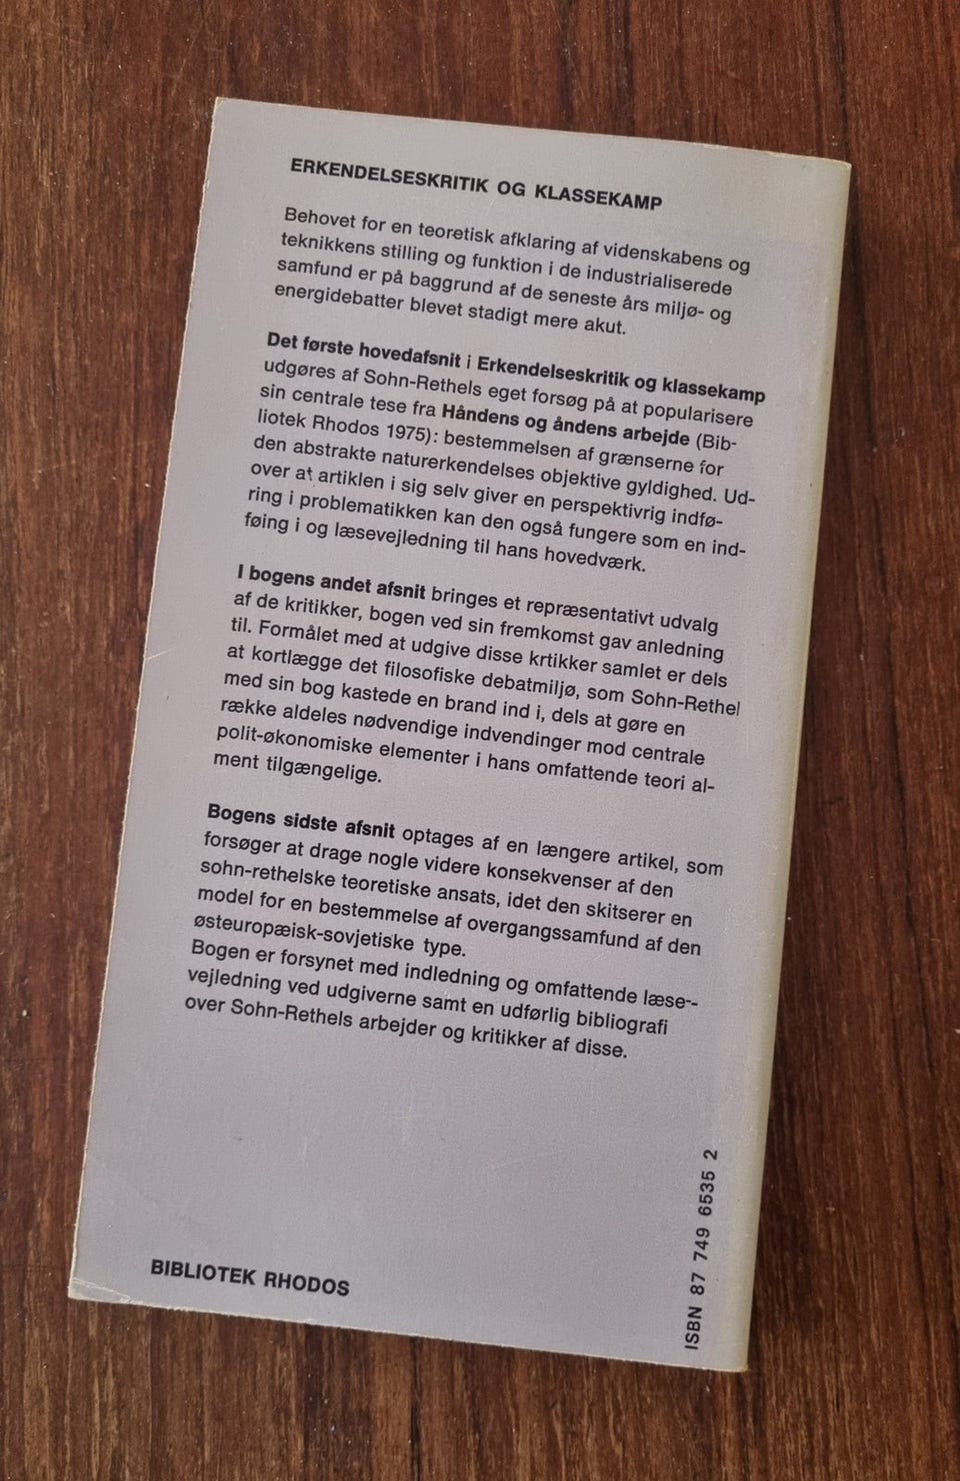 ERKENDELSESKRITIK OG KLASSEKAMP
Behovet for en teoretisk afklaring af videnskabens og
teknikkens stilling og funktion i de industrialiserede
samfund er på baggrund af de seneste års miljø- og
energidebatter blevet stadigt mere akut.
Det første hovedafsnit i Erkendelseskritik og klassekamp
udgøres af Sohn-Rethels eget forsøg på at popularisere
sin centrale tese fra Håndens og åndens arbejde (Bib-
liotek Rhodos 1975): bestemmelsen af grænserne for
den abstrakte naturerkendelses objektive gyldighed. Ud-
over at artiklen i sig selv giver en perspektivrig indfø-
ring i problematikken kan den også fungere som en ind-
føing i og læsevejledning til hans hovedværk.
I bogens andet afsnit bringes et repræsentativt udvalg
af de kritikker, bogen ved sin fremkomst gav anledning
til. Formålet med at udgive disse krtikker samlet er dels
at kortlægge det filosofiske debatmiljø, som Sohn-Rethel
med sin bog kastede en brand ind i, dels at gøre en
række aldeles nødvendige indvendinger mod centrale
polit-økonomiske elementer i hans omfattende teori al-
ment tilgængelige.
Bogens sidste afsnit optages af en længere artikel, som
forsøger at drage nogle videre konsekvenser af den
sohn-rethelske teoretiske ansats, idet den skitserer en
model for en bestemmelse af overgangssamfund af den
østeuropæisk-sovjetiske type.
Bogen er forsynet med indledning og omfattende læse--
vejledning ved udgiverne samt en udførlig bibliografi
over Sohn-Rethels arbejder og kritikker af disse.
BIBLIOTEK RHODOS
ISBN 87 749 6535 2